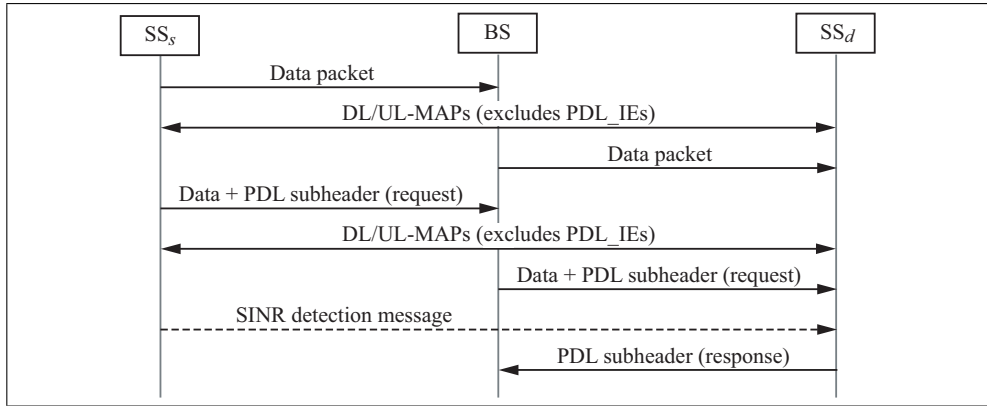 SSs BS SSd
Data packet
DL/UL-MAPs (excludes PDL_IEs)
Data packet
Data + PDL subheader (request)
DL/UL-MAPs (excludes PDL_IEs)
Data + PDL subheader (request)
SINR detection message
PDL subheader (response)